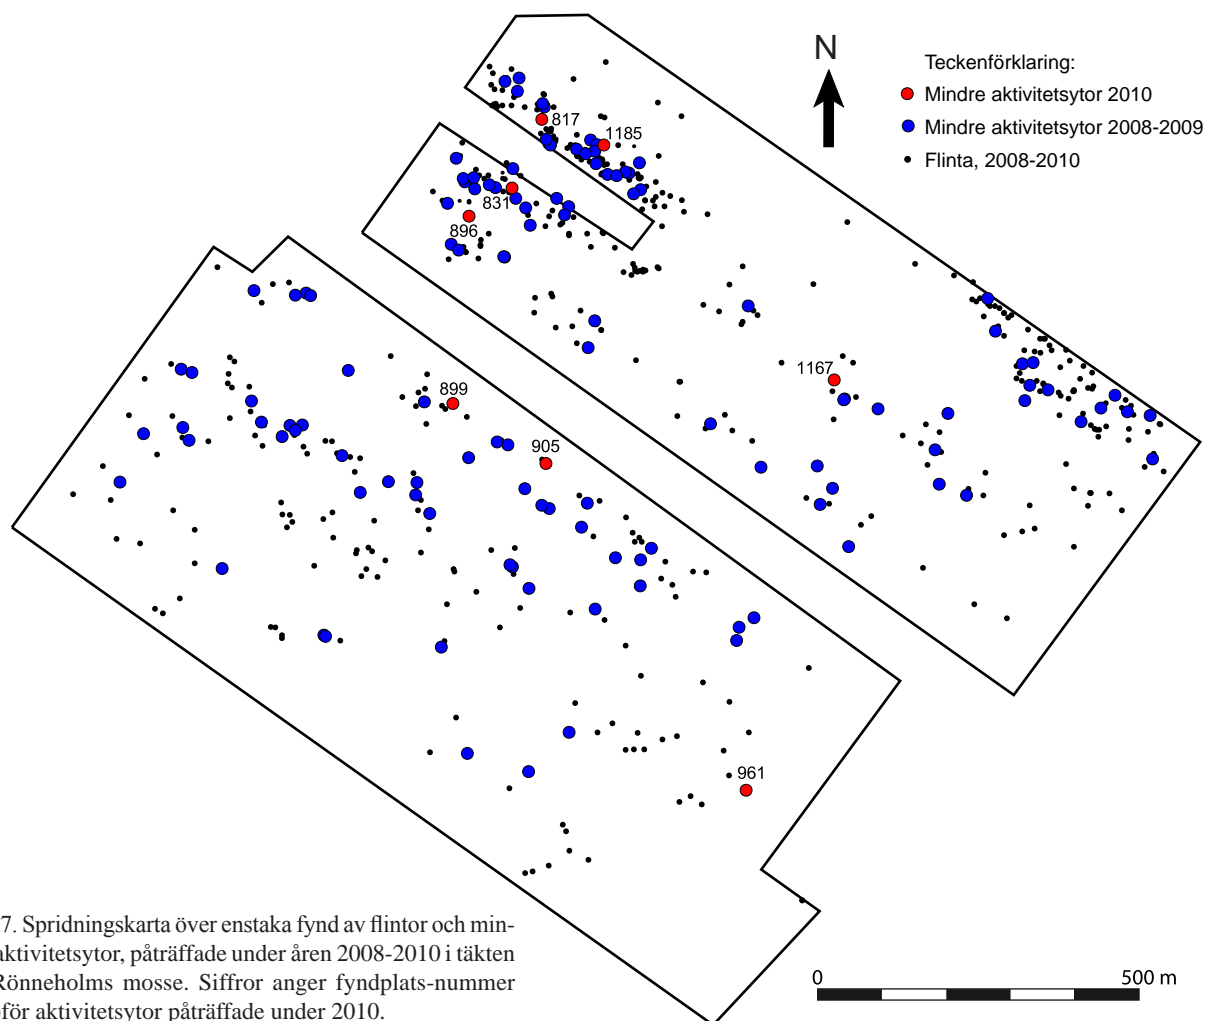 N
Teckenförklaring:
Mindre aktivitetsytor 2010
Mindre aktivitetsytor 2008-2009
Flinta, 2008-2010
817
1185
831
896
1167
899
905
961
7. Spridningskarta över enstaka fynd av flintor och min-
aktivitetsytor, påträffade under åren 2008-2010 i täkten
Rönneholms mosse. Siffror anger fyndplats-nummer
för aktivitetsytor påträffade under 2010.
0 500 m